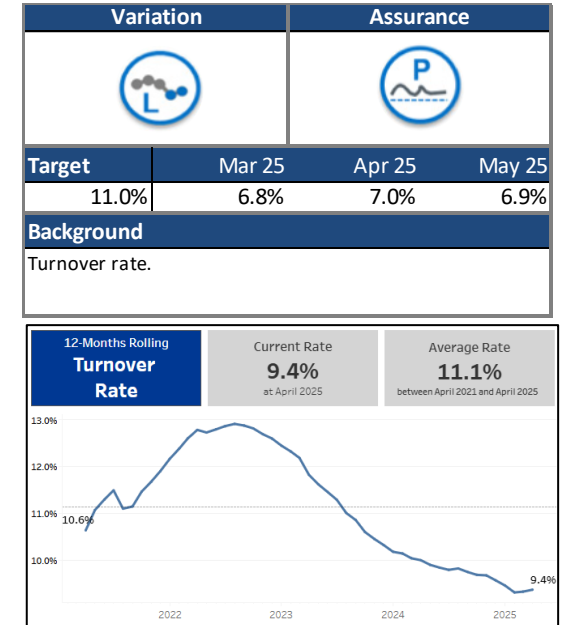 Variation Assurance
L P
Target Mar 25 Apr 25 May 25
11.0% 6.8% 7.0% 6.9%
Background
Turnover rate.
12-Months Rolling
Turnover
Rate
Current Rate
9.4%
at April 2025
Average Rate
11.1%
between April 2021 and April 2025
13.0%
12.0%
11.0%
10.6%
10.0%
9.4%
2022 2023 2024 2025